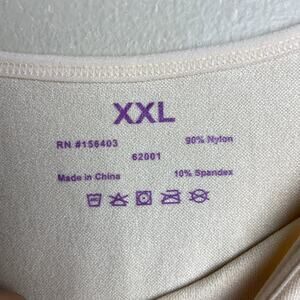 XXL
RN #156403 90% Nylon
62001
Made in China 10% Spandex